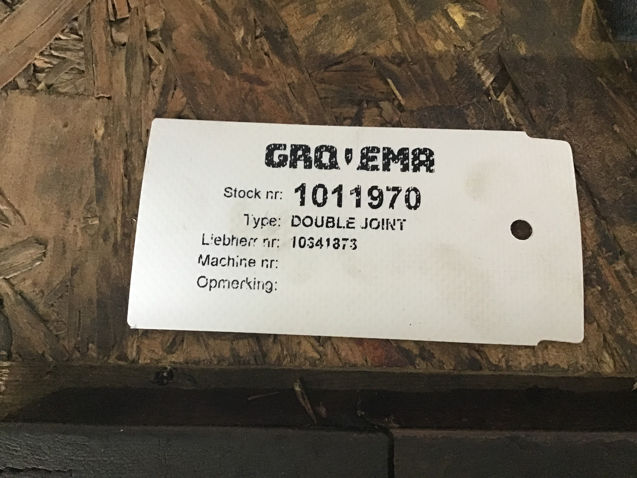 GROVEMA
Stock nr: 1011970
Type: DOUBLE JOINT
Liebherr nr: 10341873
Machine nr:
Opmerking: